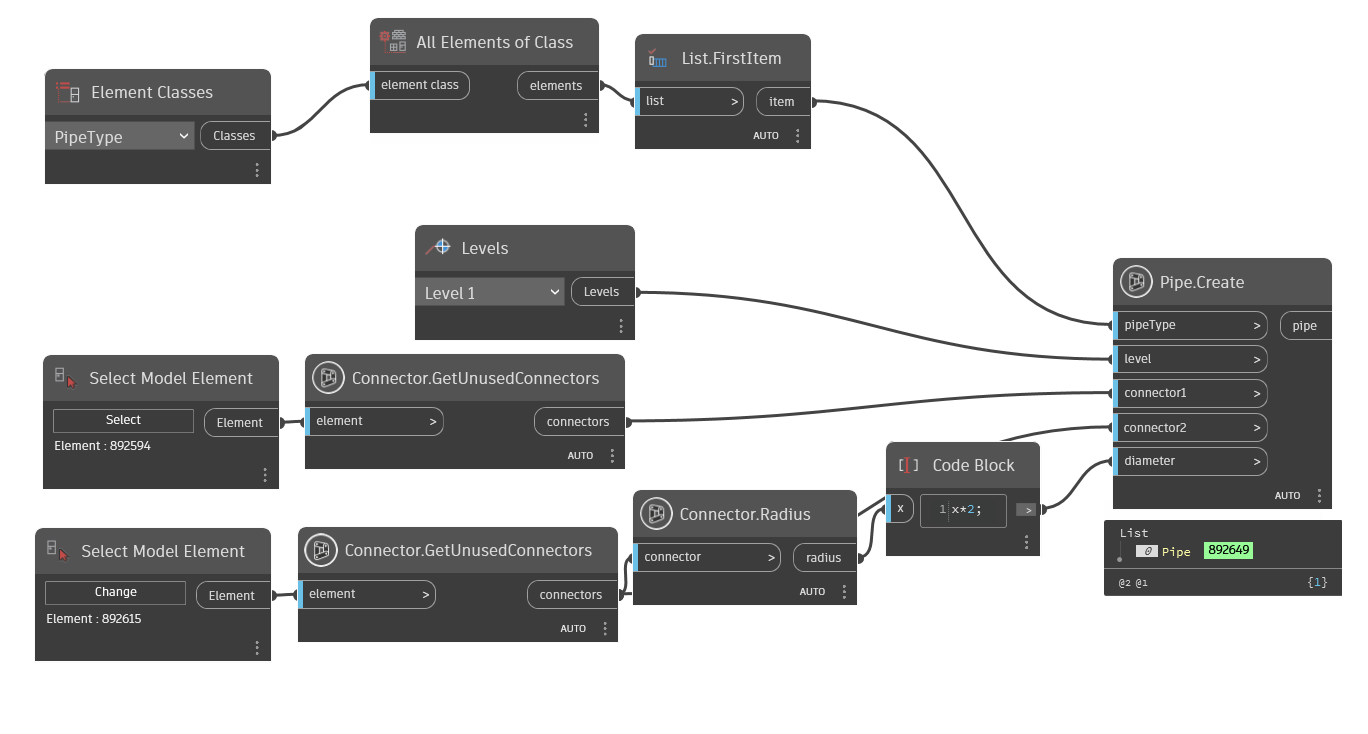 Element Classes
PipeType
Classes
All Elements of Class
element class
elements
List.FirstItem
list >
item
AUTO
Levels
Level 1
Levels
Select Model Element
Select
Element
Element : 892594
Connector.GetUnusedConnectors
element >
connectors
AUTO
Select Model Element
Change
Element
Element : 892615
Connector.GetUnusedConnectors
element >
connectors
AUTO
Connector.Radius
connector >
radius
AUTO
[I] Code Block
x
1 x*2;
>
Pipe.Create
pipeType >
pipe
level >
connector1 >
connector2 >
diameter >
AUTO
List
0 Pipe 892649
@2 @1 {1}